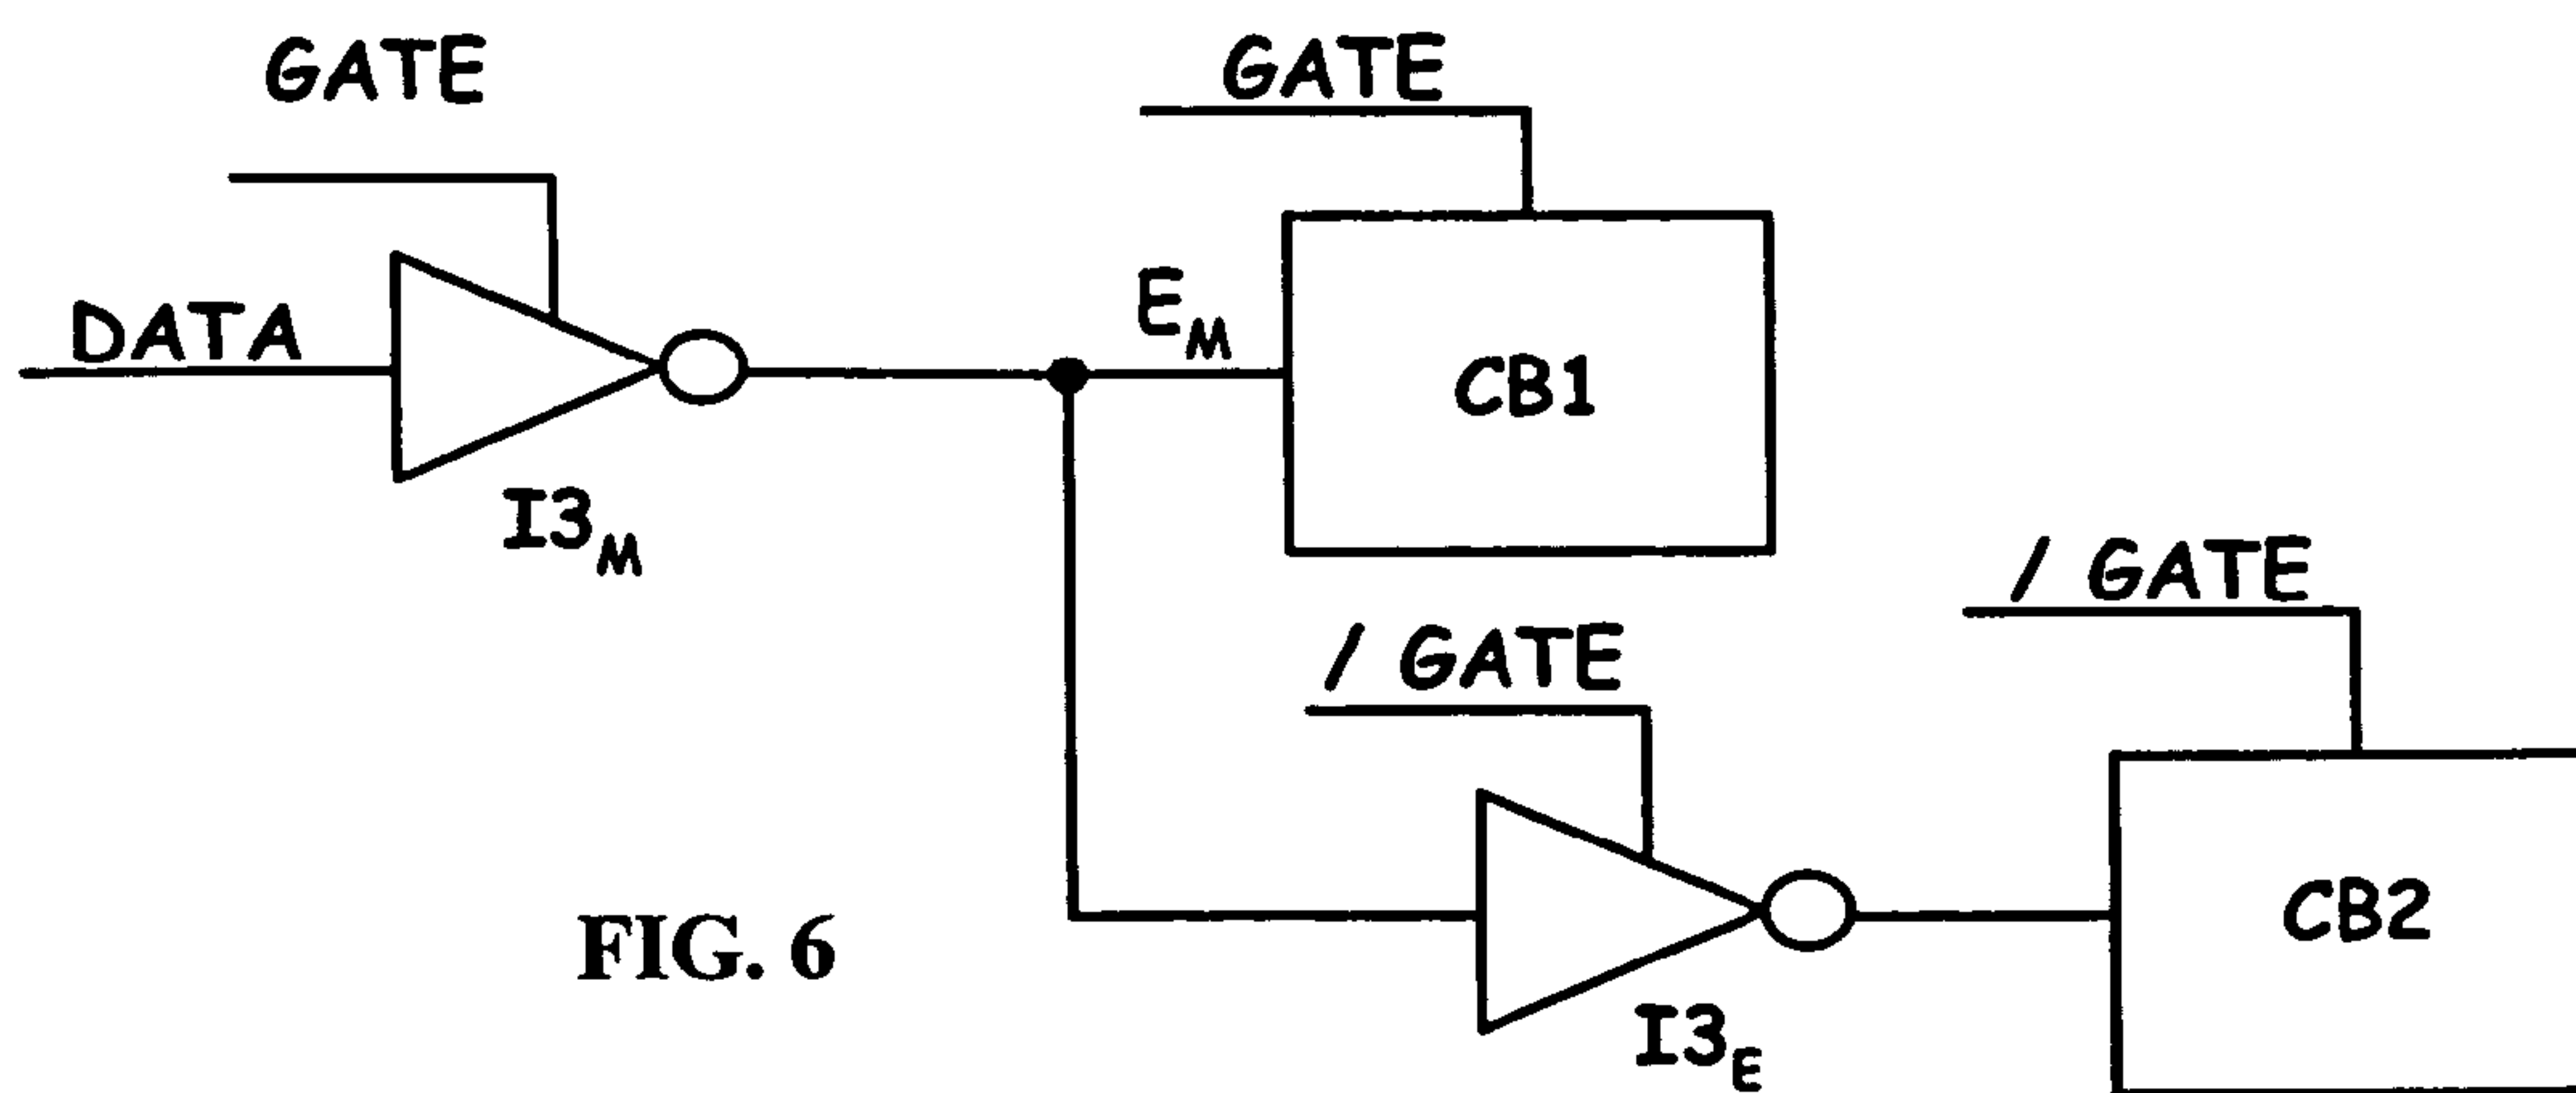 GATE
GATE
DATA
E_M
CB1
I3_M
/ GATE
/ GATE
CB2
FIG. 6
I3_E